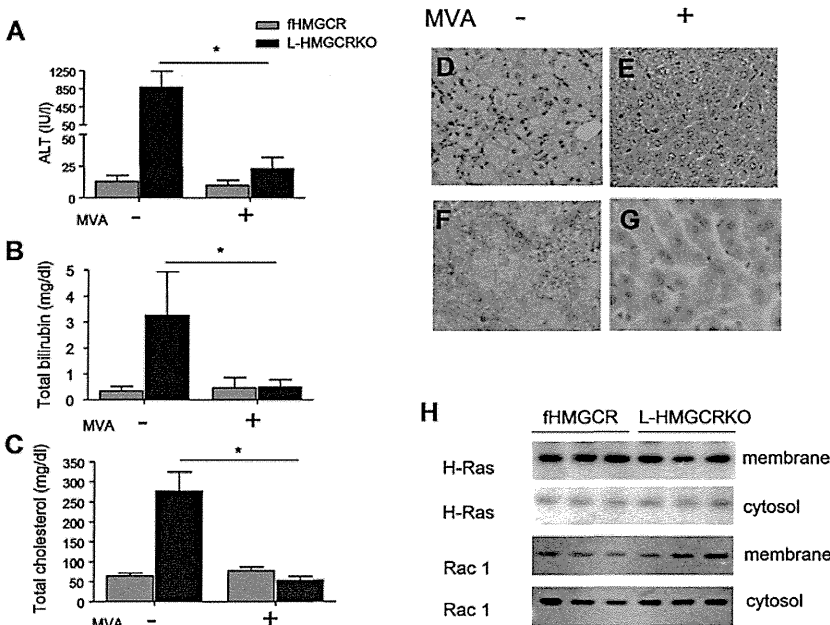 A
fHMGCR
L-HMGCRKO
*
ALT (IU/l)
1250
850
450
50
50
25
0
MVA - +
B
*
Total bilirubin (mg/dl)
5
4
3
2
1
0
MVA - +
C
*
Total cholesterol (mg/dl)
350
300
250
200
150
100
50
0
MVA - +
MVA - +
D
E
F
G
H
fHMGCR L-HMGCRKO
H-Ras membrane
H-Ras cytosol
Rac 1 membrane
Rac 1 cytosol